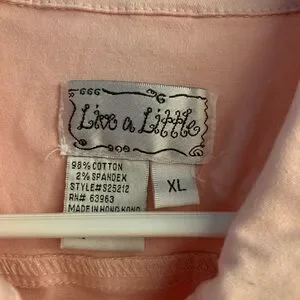 Live a Little
98% COTTON
2% SPANDEX
STYLE# S25212
RN# 63963
MADE IN HONG KONG
XL